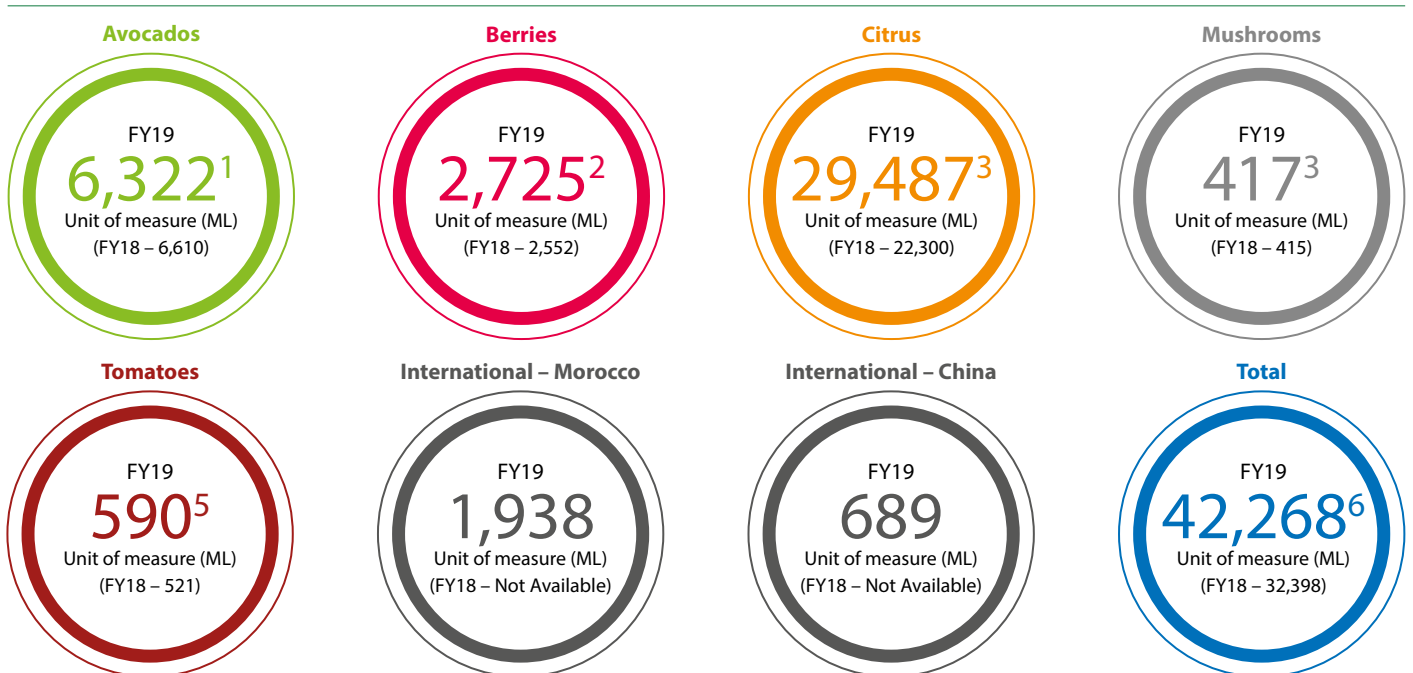 Avocados
FY19
6,322¹
Unit of measure (ML)
(FY18 – 6,610)
Berries
FY19
2,725²
Unit of measure (ML)
(FY18 – 2,552)
Citrus
FY19
29,487³
Unit of measure (ML)
(FY18 – 22,300)
Mushrooms
FY19
417³
Unit of measure (ML)
(FY18 – 415)
Tomatoes
FY19
590⁵
Unit of measure (ML)
(FY18 – 521)
International – Morocco
FY19
1,938
Unit of measure (ML)
(FY18 – Not Available)
International – China
FY19
689
Unit of measure (ML)
(FY18 – Not Available)
Total
FY19
42,268⁶
Unit of measure (ML)
(FY18 – 32,398)